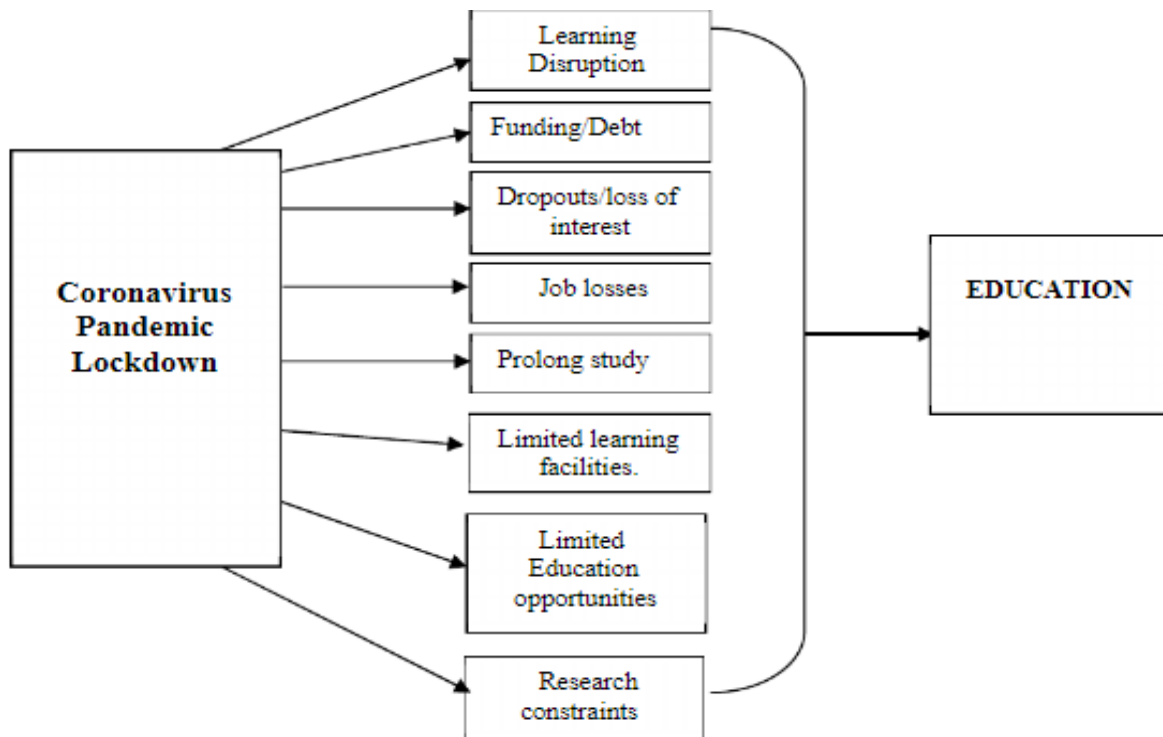 Coronavirus
Pandemic
Lockdown
Learning
Disruption
Funding/Debt
Dropouts/loss of
interest
Job losses
Prolong study
Limited learning
facilities.
Limited
Education
opportunities
Research
constraints
EDUCATION